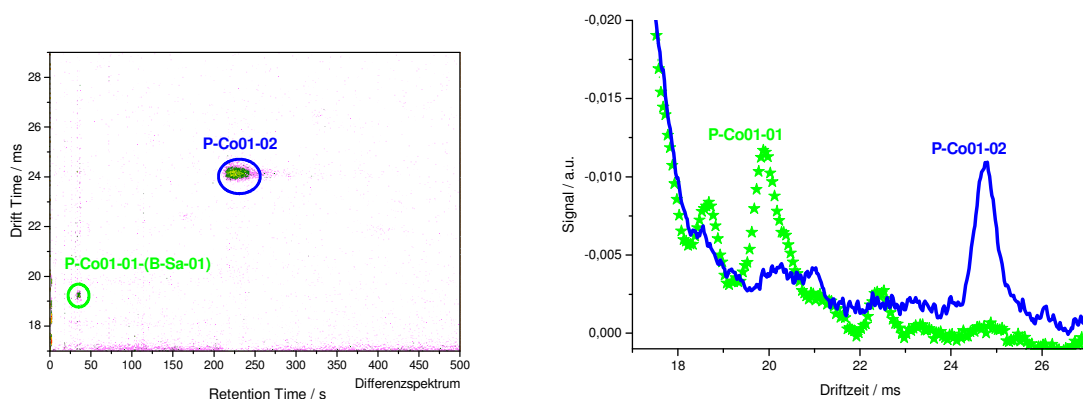 28
26
24
22
20
18
Drift Time / ms
P-Co01-02
P-Co01-01-(B-Sa-01)
0 50 100 150 200 250 300 350 400 450 500
Retention Time / s
Differenzspektrum
-0,020
-0,015
-0,010
-0,005
0,000
Signal / a.u.
P-Co01-01
P-Co01-02
18 20 22 24 26
Driftzeit / ms